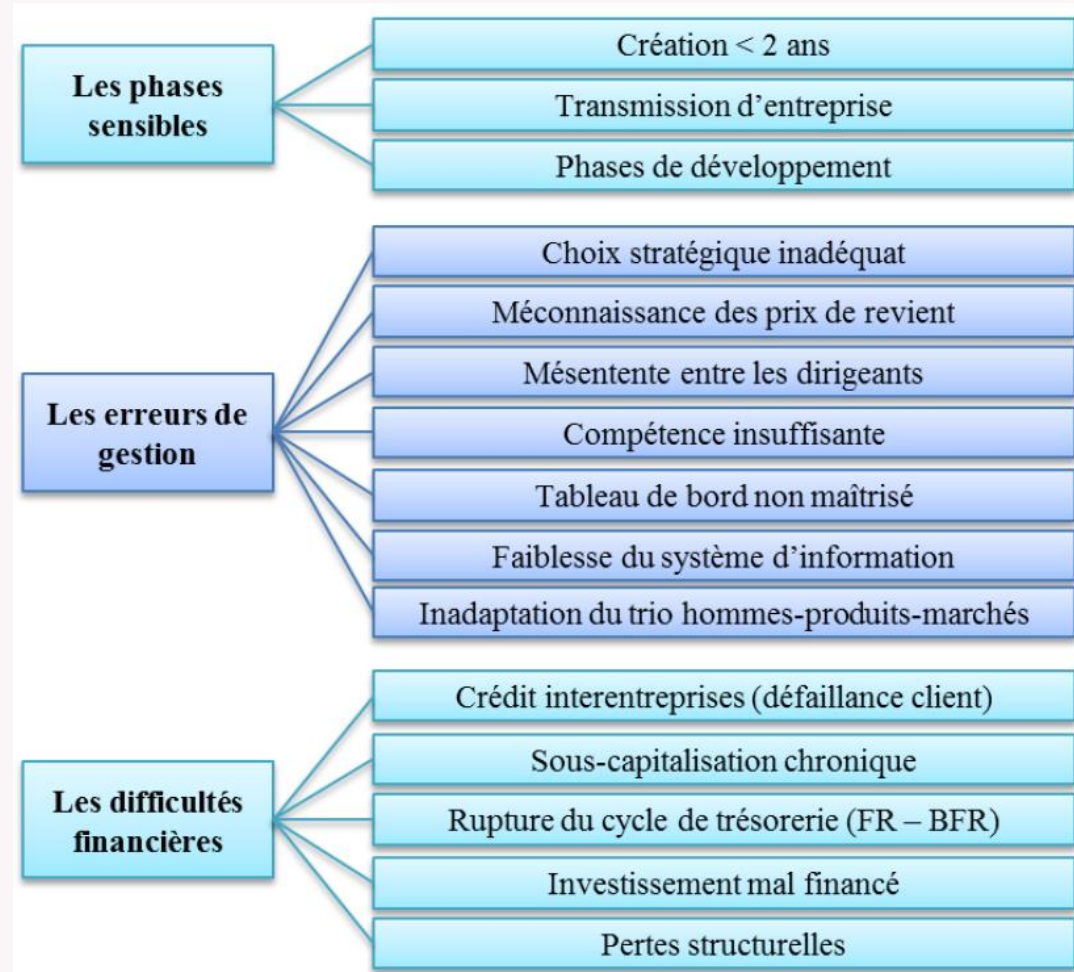 Les phases
sensibles
Création < 2 ans
Transmission d’entreprise
Phases de développement
Les erreurs de
gestion
Choix stratégique inadéquat
Méconnaissance des prix de revient
Mésentente entre les dirigeants
Compétence insuffisante
Tableau de bord non maîtrisé
Faiblesse du système d’information
Inadaptation du trio hommes-produits-marchés
Les difficultés
financières
Crédit interentreprises (défaillance client)
Sous-capitalisation chronique
Rupture du cycle de trésorerie (FR – BFR)
Investissement mal financé
Pertes structurelles